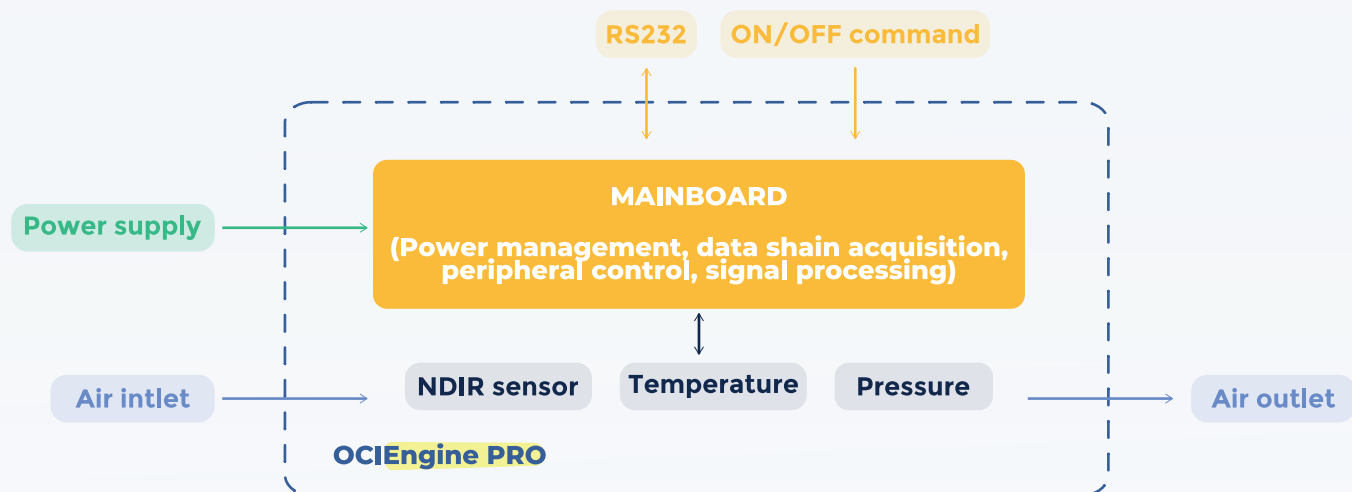 RS232
ON/OFF command
MAINBOARD
Power supply
(Power management, data shain acquisition,
peripheral control, signal processing)
NDIR sensor
Temperature
Pressure
Air intlet
Air outlet
OCIEngine PRO